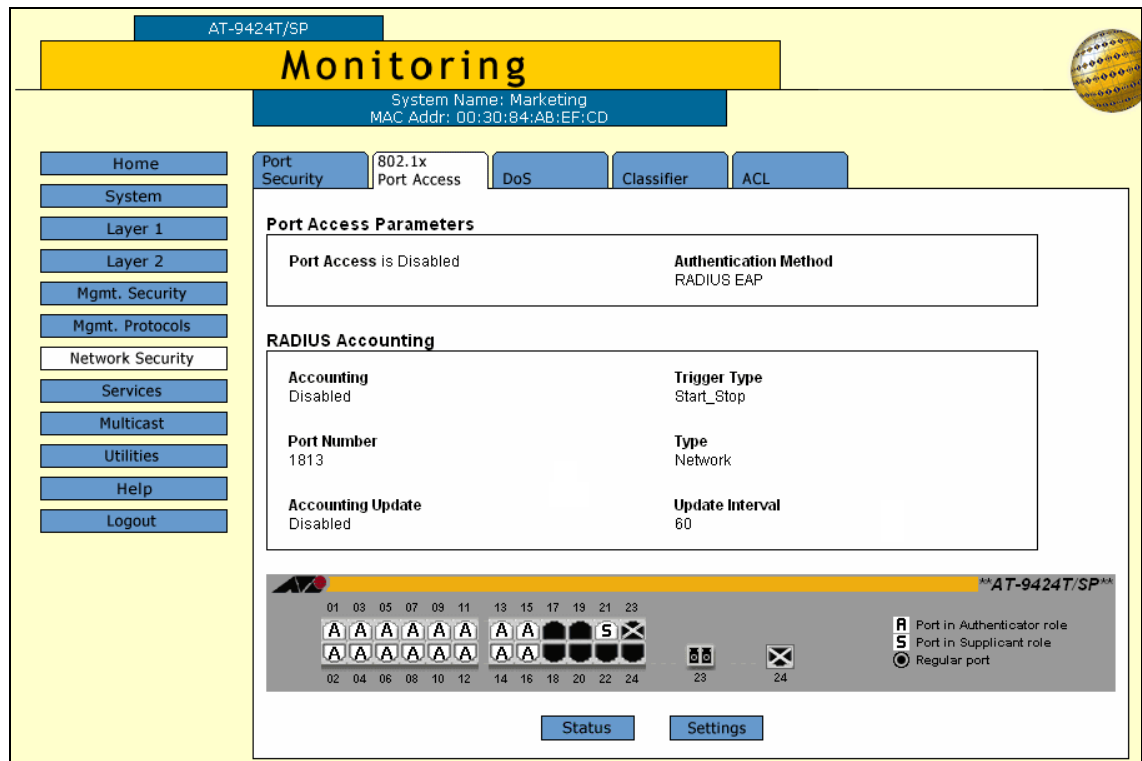 AT-9424T/SP
Monitoring
System Name: Marketing
MAC Addr: 00:30:84:AB:EF:CD
Home
System
Layer 1
Layer 2
Mgmt. Security
Mgmt. Protocols
Network Security
Services
Multicast
Utilities
Help
Logout
Port Security
802.1x Port Access
DoS
Classifier
ACL
Port Access Parameters
Port Access is Disabled
Authentication Method
RADIUS EAP
RADIUS Accounting
Accounting
Disabled
Trigger Type
Start_Stop
Port Number
1813
Type
Network
Accounting Update
Disabled
Update Interval
60
**AT-9424T/SP**
01 03 05 07 09 11 13 15 17 19 21 23
A A A A A A A A S
A A A A A A A A
02 04 06 08 10 12 14 16 18 20 22 24
23 24
A Port in Authenticator role
S Port in Supplicant role
Regular port
Status
Settings